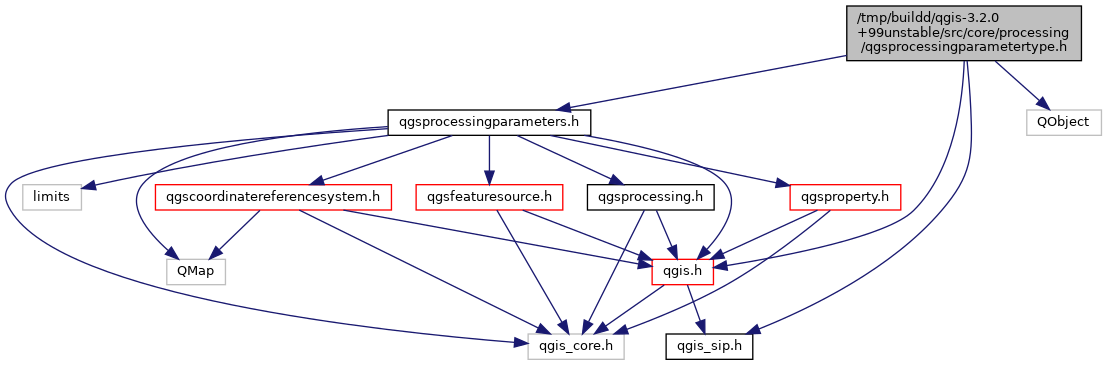 /tmp/buildd/qgis-3.2.0
+99unstable/src/core/processing
/qgsprocessingparametertype.h
qgsprocessingparameters.h
QObject
limits
qgscoordinatereferencesystem.h
qgsfeaturesource.h
qgsprocessing.h
qgsproperty.h
QMap
qgis.h
qgis_core.h
qgis_sip.h